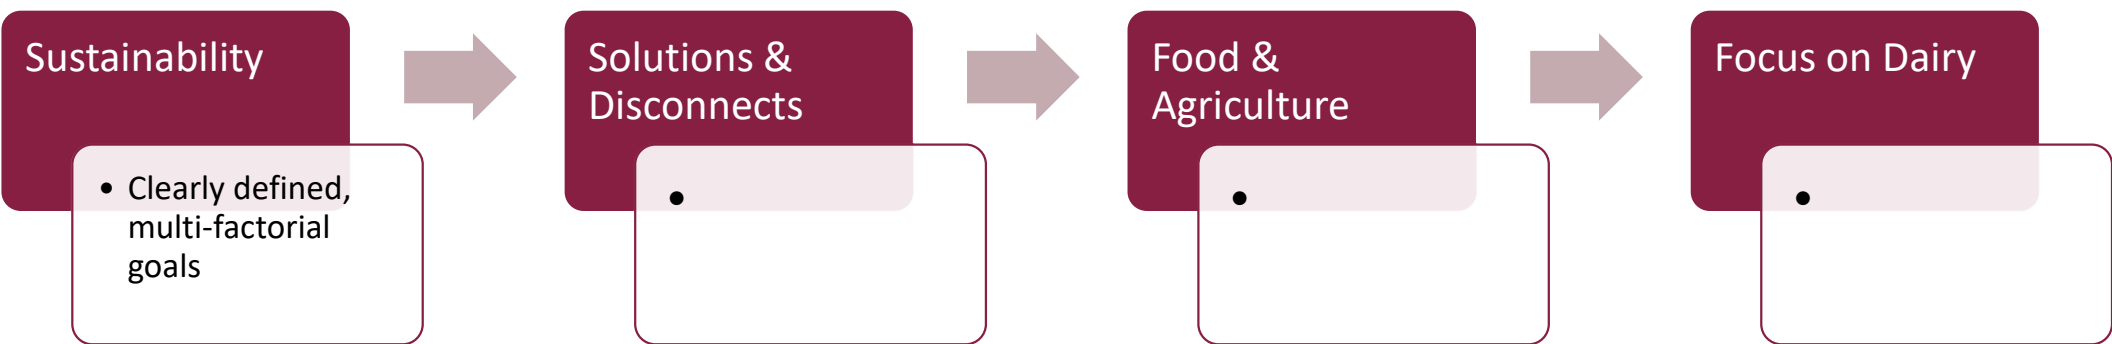 Sustainability
• Clearly defined,
multi-factorial
goals
Solutions &
Disconnects
•
Food &
Agriculture
•
Focus on Dairy
•